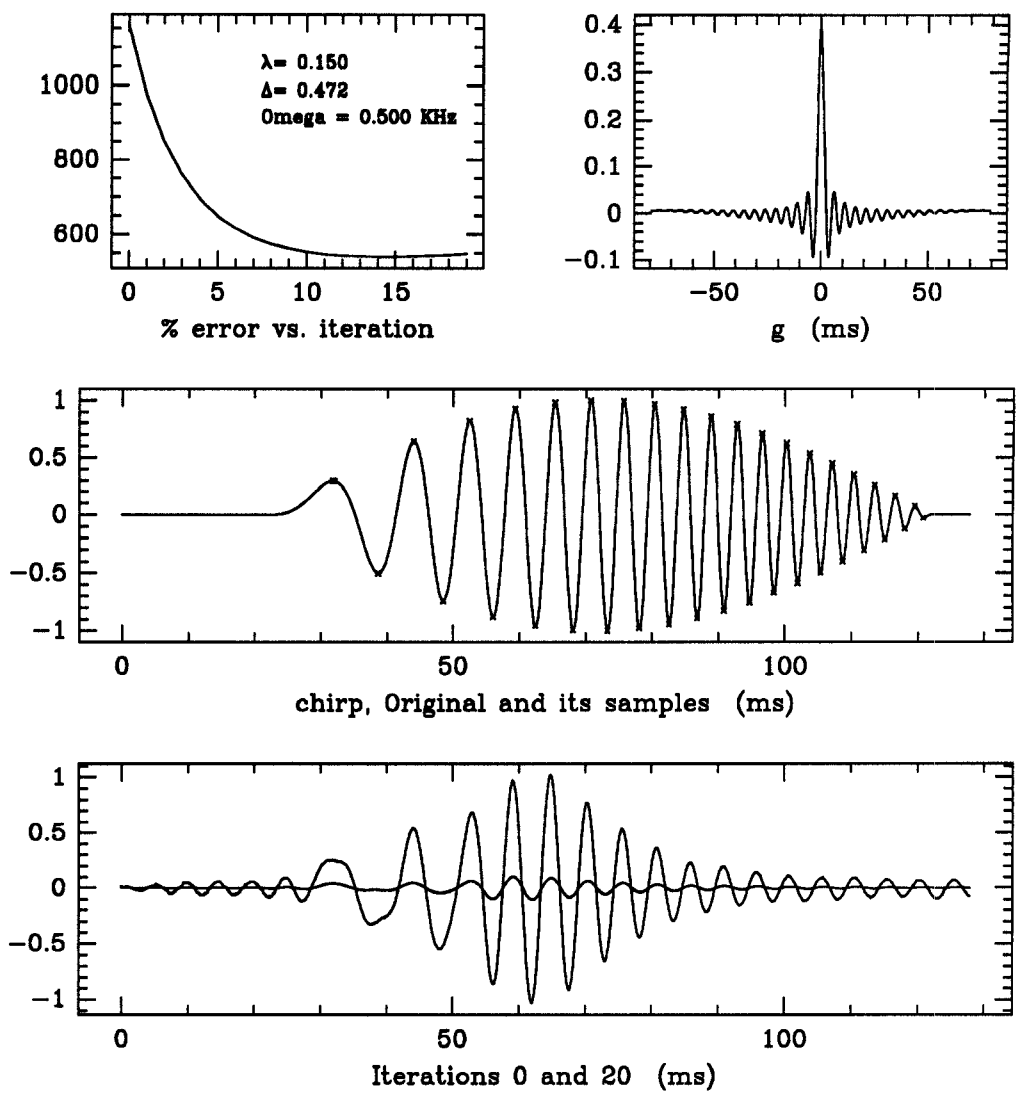 1000
800
600
λ= 0.150
Δ= 0.472
Omega = 0.500 KHz
0 5 10 15
% error vs. iteration
0.4
0.3
0.2
0.1
0
−0.1
−50 0 50
g (ms)
1
0.5
0
−0.5
−1
0 50 100
chirp, Original and its samples (ms)
1
0.5
0
−0.5
−1
0 50 100
Iterations 0 and 20 (ms)